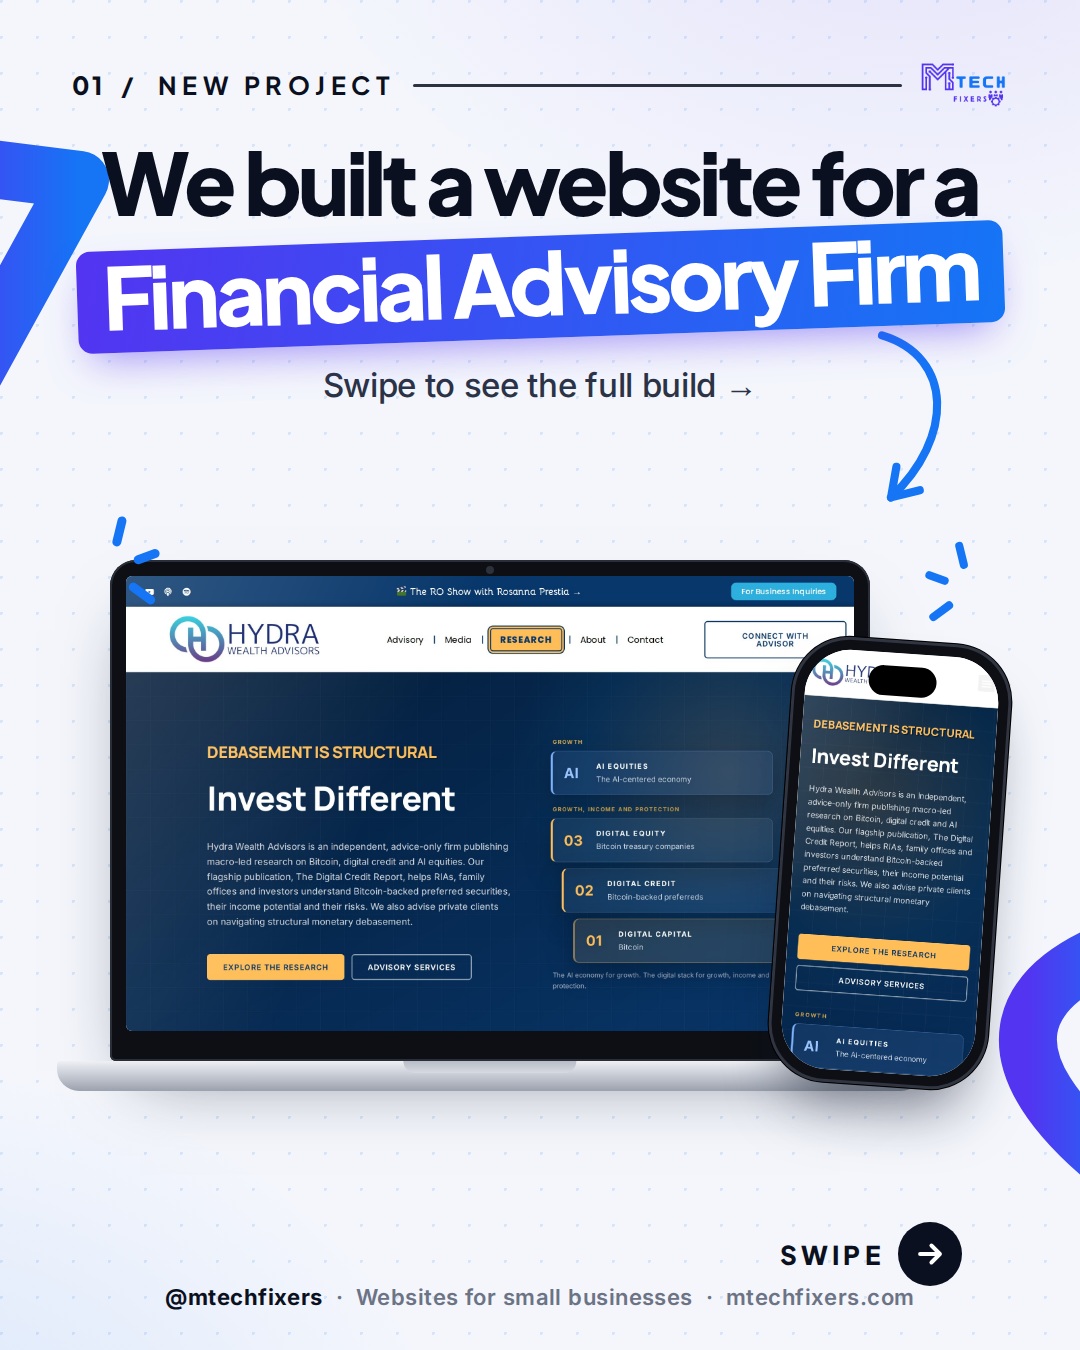 01 / NEW PROJECT
MTECH
FIXERS
We built a website for a
Financial Advisory Firm
Swipe to see the full build →
The RO Show with Rosanna Prestia →
For Business Inquiries
HYDRA
WEALTH ADVISORS
Advisory | Media | RESEARCH | About | Contact
CONNECT WITH
ADVISOR
DEBASEMENT IS STRUCTURAL
Invest Different
Hydra Wealth Advisors is an independent, advice-only firm publishing
macro-led research on Bitcoin, digital credit and AI equities. Our
flagship publication, The Digital Credit Report, helps RIAs, family
offices and investors understand Bitcoin-backed preferred securities,
their income potential and their risks. We also advise private clients
on navigating structural monetary debasement.
EXPLORE THE RESEARCH
ADVISORY SERVICES
GROWTH
AI
AI EQUITIES
The AI-centered economy
GROWTH, INCOME AND PROTECTION
03
DIGITAL EQUITY
Bitcoin treasury companies
02
DIGITAL CREDIT
Bitcoin-backed preferreds
01
DIGITAL CAPITAL
Bitcoin
The AI economy for growth. The digital stack for growth, income and
protection.
HYD
WEALTH
DEBASEMENT IS STRUCTURAL
Invest Different
Hydra Wealth Advisors is an independent,
advice-only firm publishing macro-led
research on Bitcoin, digital credit and AI
equities. Our flagship publication, The Digital
Credit Report, helps RIAs, family offices and
investors understand Bitcoin-backed
preferred securities, their income potential
and their risks. We also advise private clients
on navigating structural monetary
debasement.
EXPLORE THE RESEARCH
ADVISORY SERVICES
GROWTH
AI
AI EQUITIES
The AI-centered economy
SWIPE
@mtechfixers · Websites for small businesses · mtechfixers.com